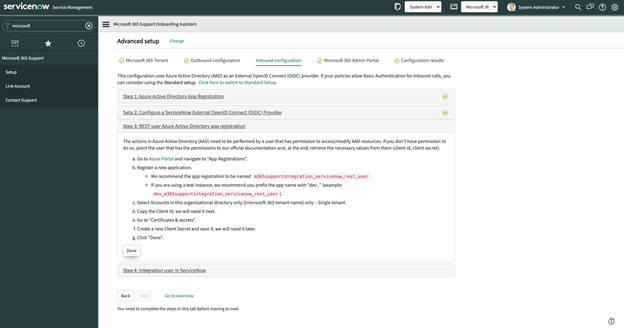 servicenow Service Management
System Adm
Microsoft 36
System Administrator
microsoft
Microsoft 365 Support
Setup
Link Account
Contact Support
Microsoft 365 Support Onboarding Assistant
Advanced setup Change
Microsoft 365 Tenant
Outbound configuration
Inbound configuration
Microsoft 365 Admin Portal
Configuration results
This configuration uses Azure Active Directory (AAD) as an External OpenID Connect (OIDC) provider. If your policies allow Basic Authentication for inbound calls, you
can consider using the Standard setup. Click here to switch to Standard Setup.
Step 1: Azure Active Directory App Registration
Setp 2: Configure a ServiceNow External OpenID Connect (OIDC) Provider
Step 3: REST user Azure Active Directory app registration
The actions in Azure Active Directory (AAD) need to be performed by a user that has permission to access/modify AAD resources. If you don't have permission to
do so, point the user that has the permissions to our official documentation and, at the end, retrieve the necessary values from them (client id, client secret).
a. Go to Azure Portal and navigate to "App Registrations".
b. Register a new application.
We recommend the app registration to be named m365supportintegration_servicenow_rest_user.
If you are using a test instance, we recommend you prefix the app name with "dev_" (example:
dev_m365supportintegration_servicenow_rest_user).
c. Select Accounts in this organizational directory only ({microsoft-365-tenant-name} only – Single tenant.
d. Copy the Client Id, we will need it next.
e. Go to "Certificates & secrets".
f. Create a new Client Secret and save it, we will need it later.
g. Click "Done".
Done
Step 4: Integration user in ServiceNow
Back Next Go to overview
You need to complete the steps in this tab before moving to next.